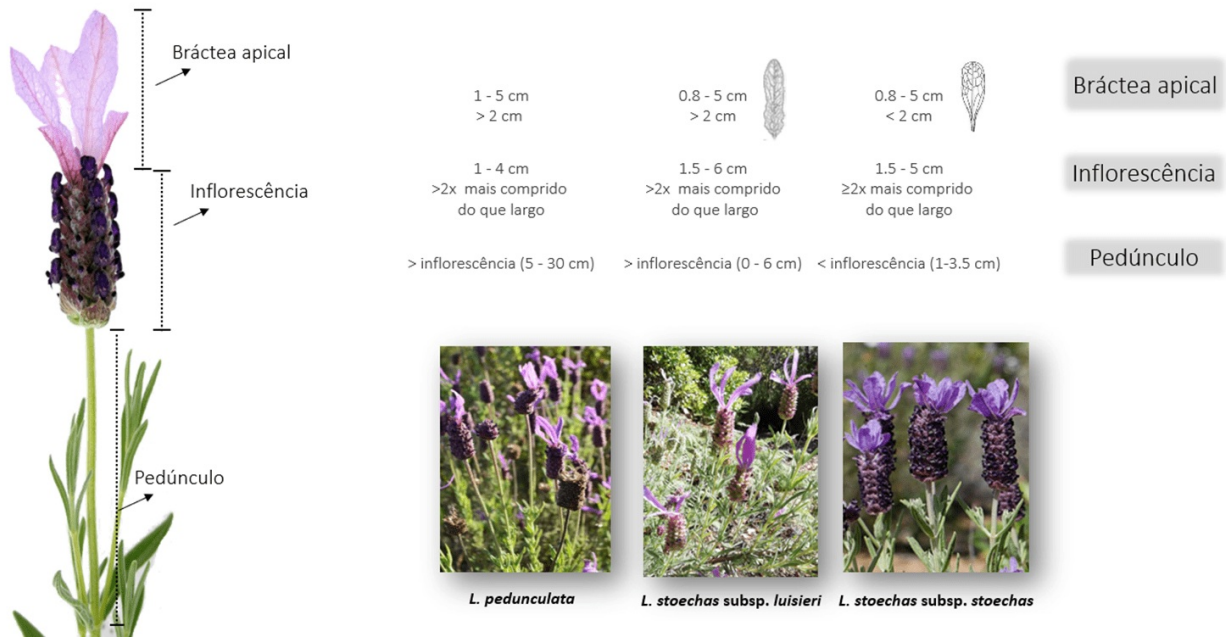 Bráctea apical
Inflorescência
Pedúnculo
1 - 5 cm
> 2 cm
0.8 - 5 cm
> 2 cm
0.8 - 5 cm
< 2 cm
Bráctea apical
1 - 4 cm
>2x mais comprido
do que largo
1.5 - 6 cm
>2x mais comprido
do que largo
1.5 - 5 cm
≥2x mais comprido
do que largo
Inflorescência
> inflorescência (5 - 30 cm)
> inflorescência (0 - 6 cm)
< inflorescência (1-3.5 cm)
Pedúnculo
L. pedunculata
L. stoechas subsp. luisieri
L. stoechas subsp. stoechas